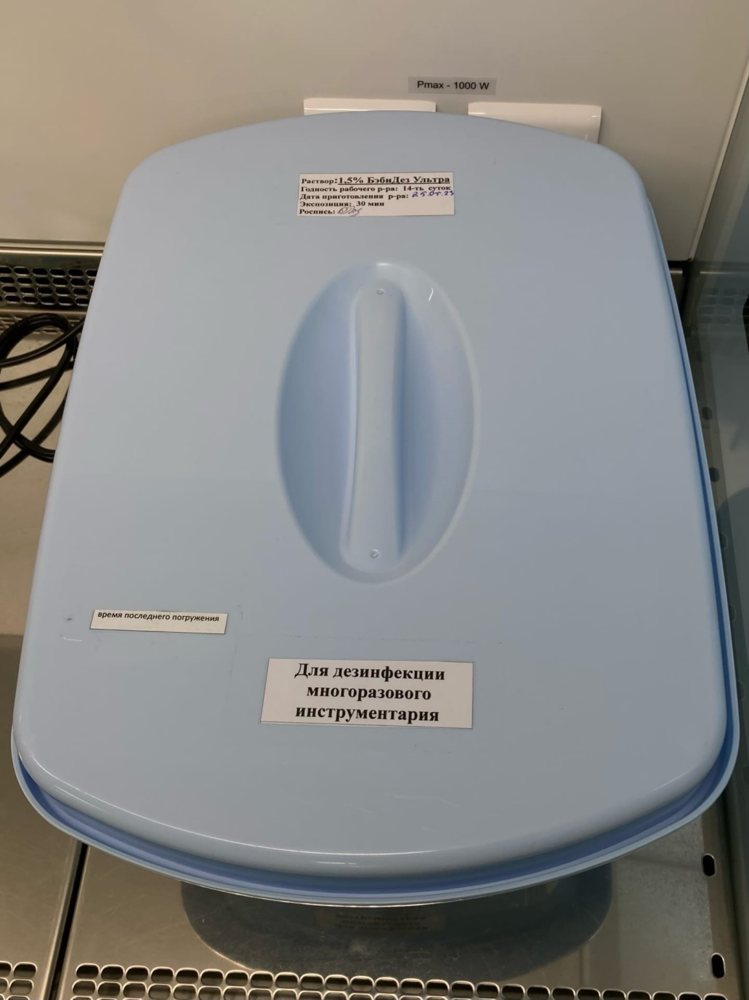 Pmax - 1000 W
Раствор: 1,5% БэбиДез Ультра
Годность рабочего р-ра: 14-ть суток
Дата приготовления р-ра: 25.05.23
Экспозиция: 30 мин
Роспись:
время последнего погружения
Для дезинфекции
многоразового
инструментария